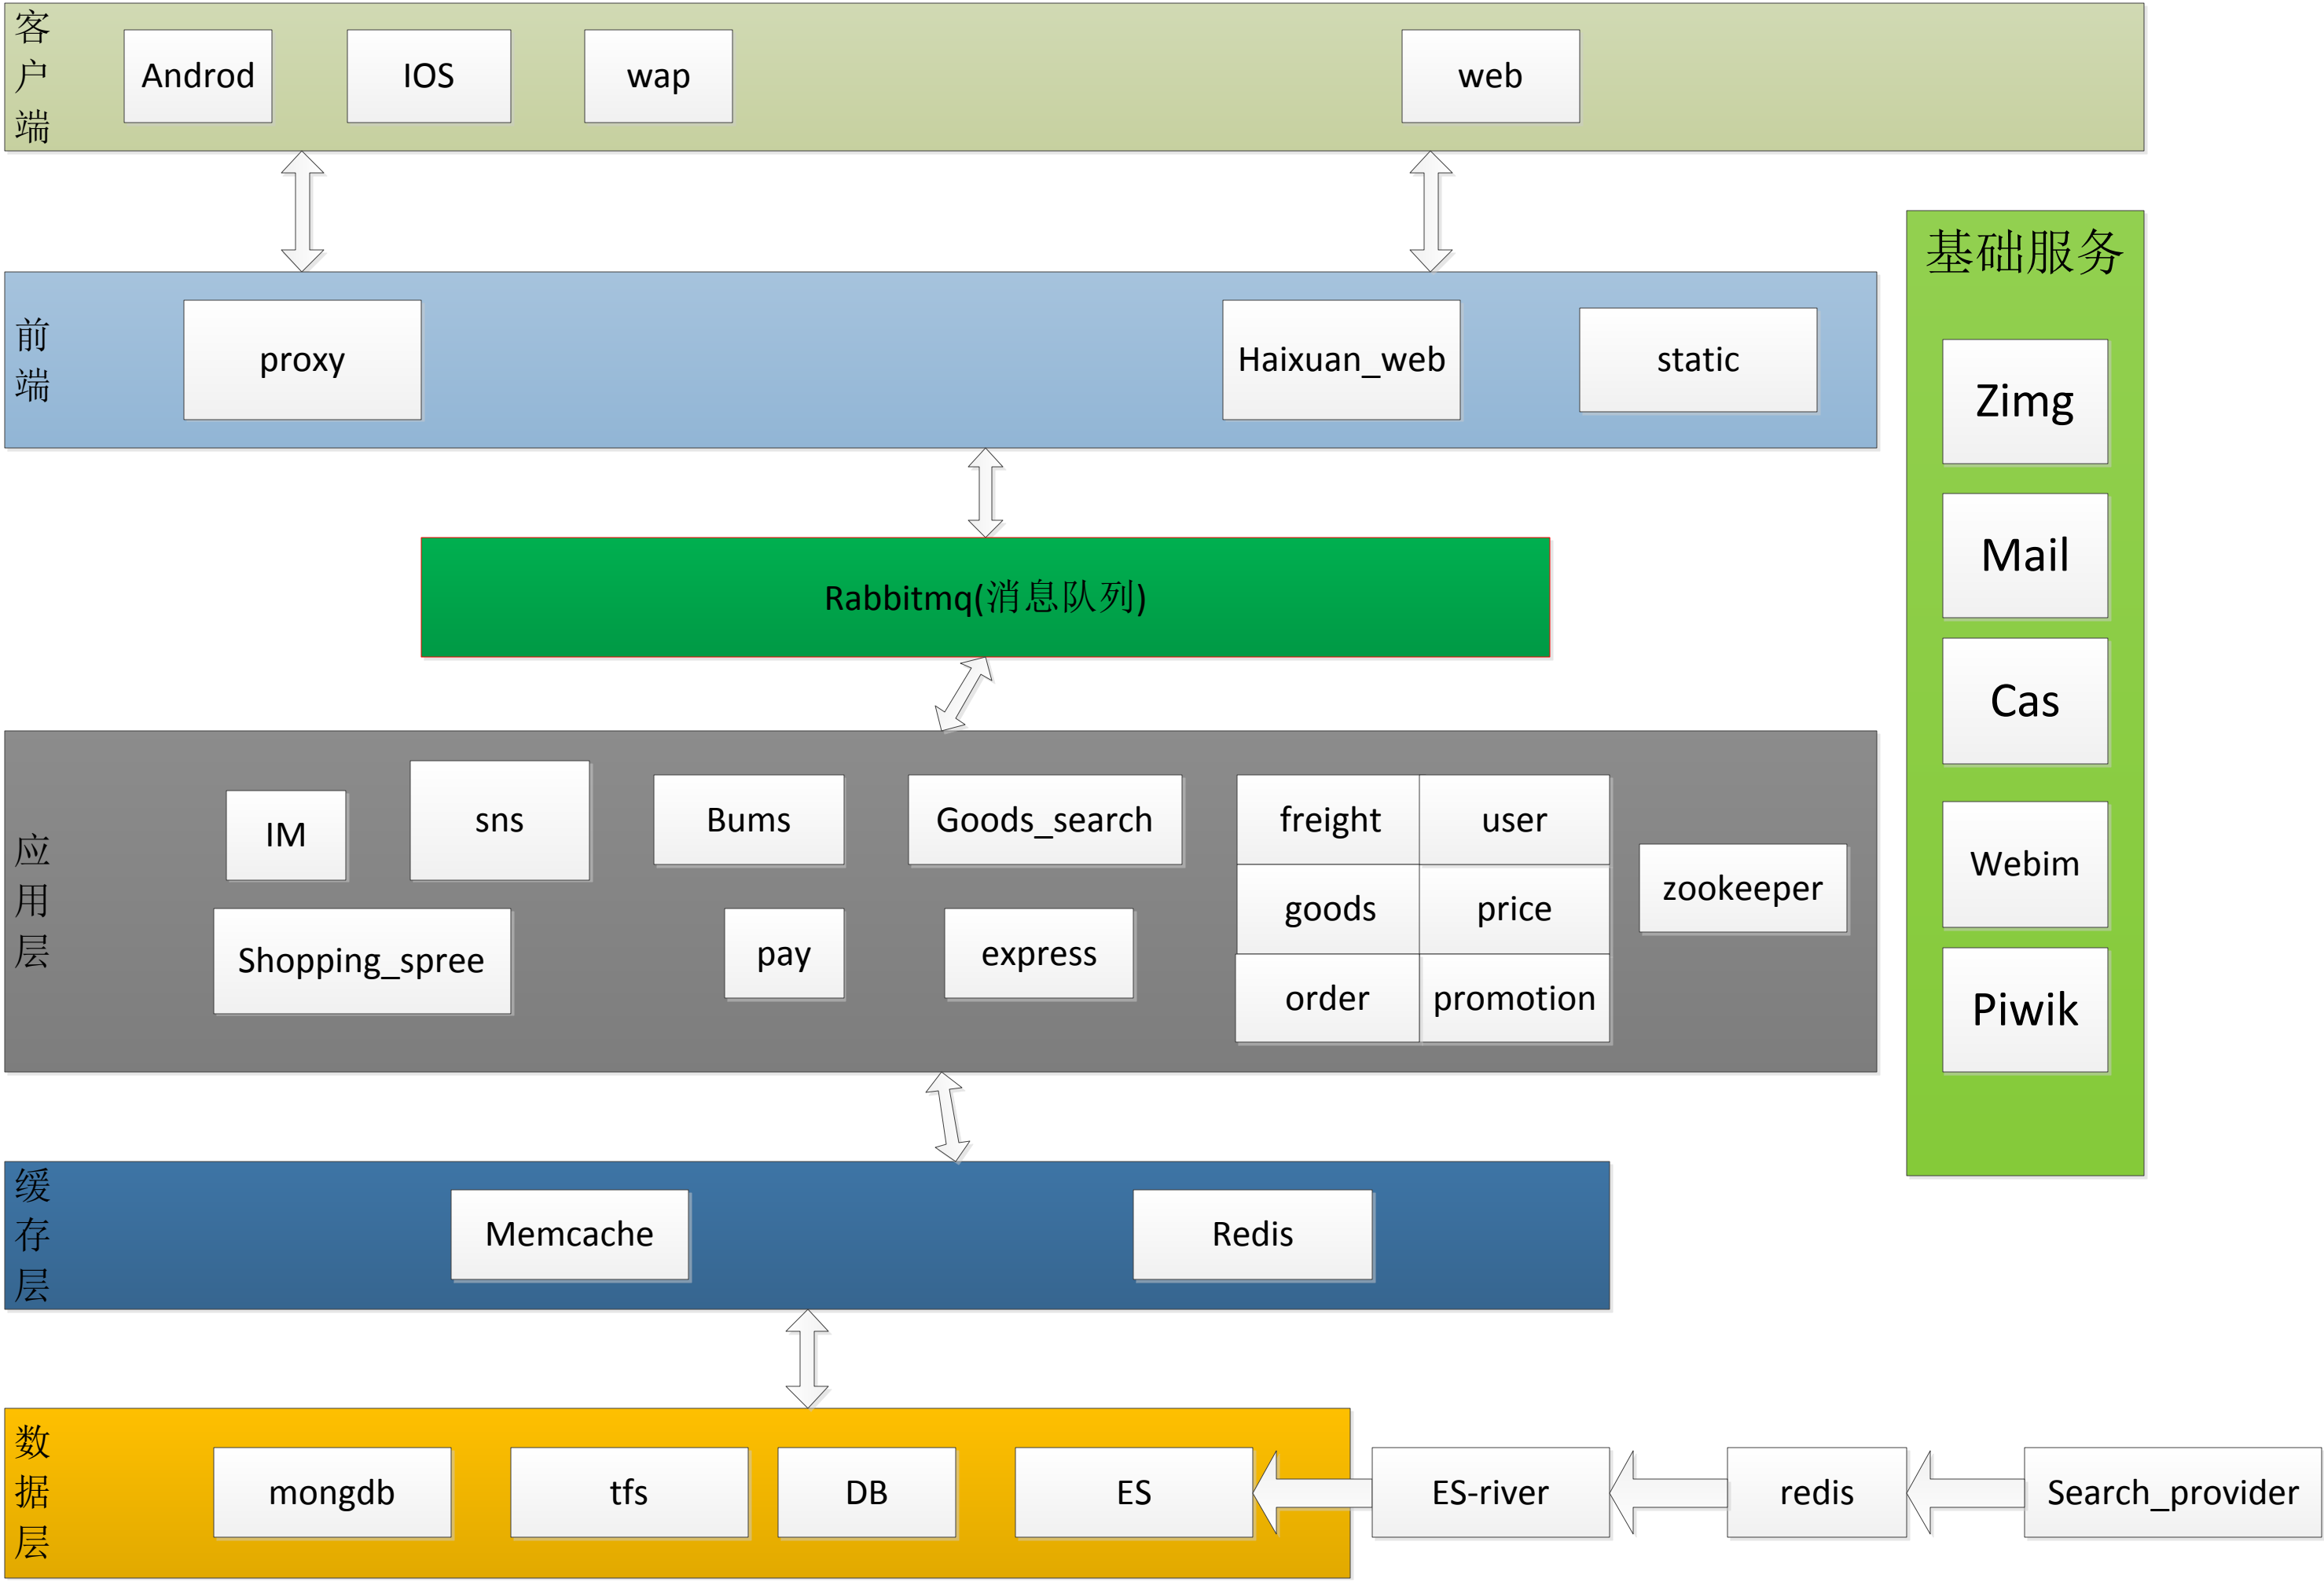 客户端
Androd
IOS
wap
web
前端
proxy
Haixuan_web
static
Rabbitmq(消息队列)
应用层
IM
sns
Bums
Goods_search
freight
user
goods
price
order
promotion
zookeeper
Shopping_spree
pay
express
基础服务
Zimg
Mail
Cas
Webim
Piwik
缓存层
Memcache
Redis
数据层
mongdb
tfs
DB
ES
ES-river
redis
Search_provider